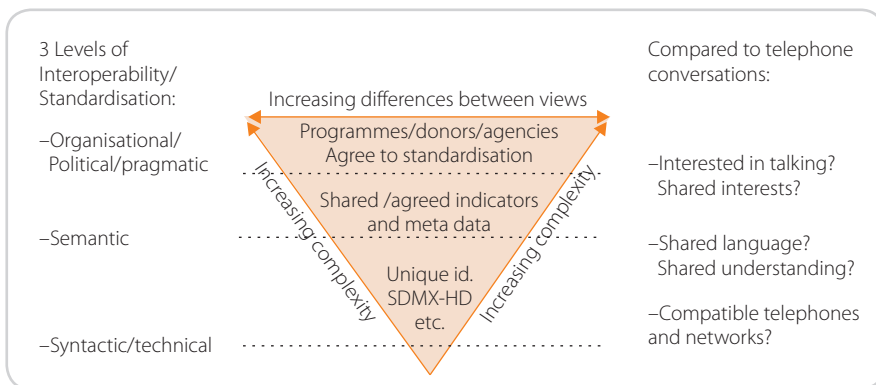 3 Levels of
Interoperability/
Standardisation:
–Organisational/
Political/pragmatic
–Semantic
–Syntactic/technical
Increasing differences between views
Programmes/donors/agencies
Agree to standardisation
Shared /agreed indicators
and meta data
Unique id.
SDMX-HD
etc.
Increasing complexity
Increasing complexity
Compared to telephone
conversations:
–Interested in talking?
Shared interests?
–Shared language?
Shared understanding?
–Compatible telephones
and networks?